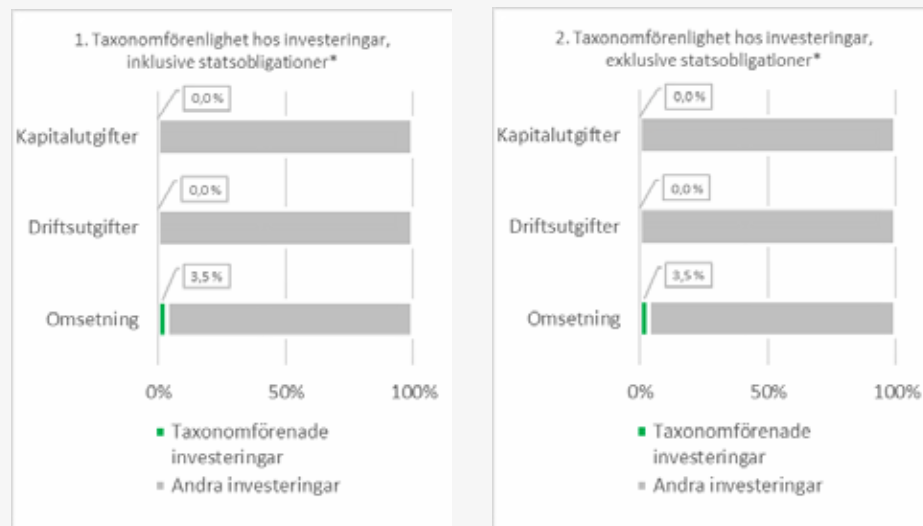 1. Taxonomförenlighet hos investeringar,
inklusive statsobligationer*
0,0%
Kapitalutgifter
0,0%
Driftsutgifter
3,5%
Omsetning
0% 50% 100%
Taxonomförenade
investeringar
Andra investeringar
2. Taxonomförenlighet hos investeringar,
exklusive statsobligationer*
0,0%
Kapitalutgifter
0,0%
Driftsutgifter
3,5%
Omsetning
0% 50% 100%
Taxonomförenade
investeringar
Andra investeringar